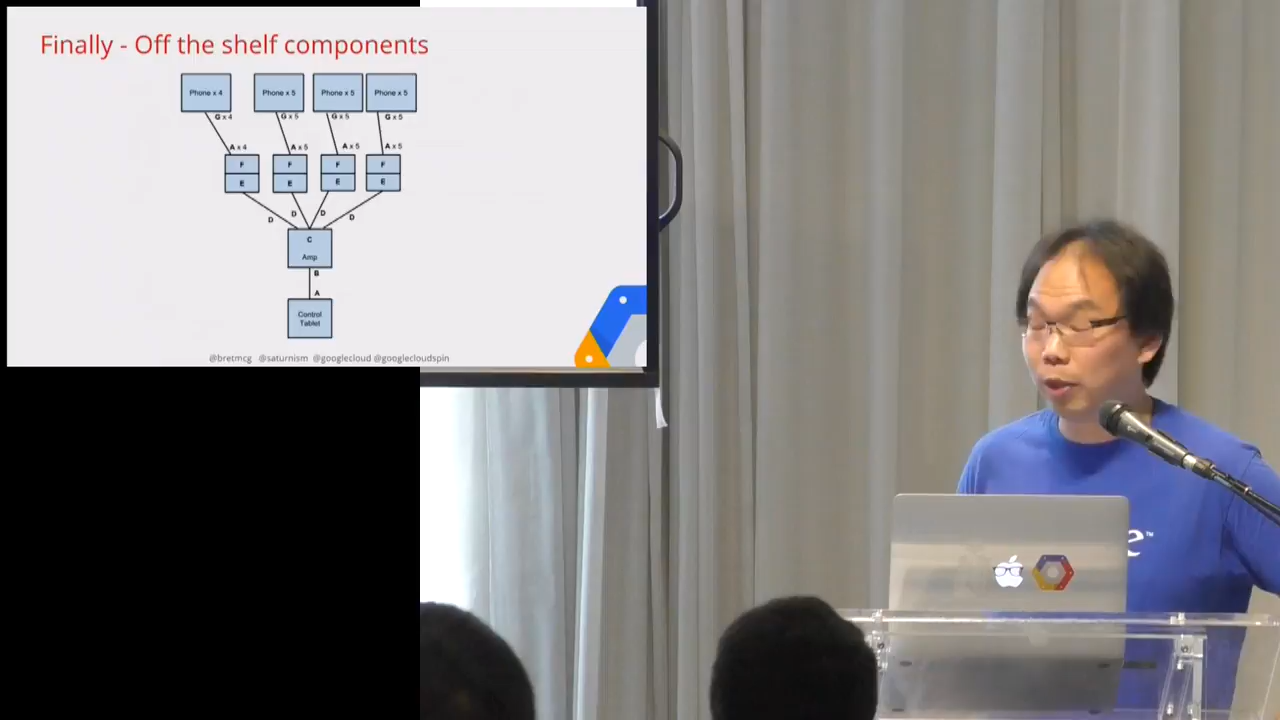 Finally - Off the shelf components
Phone x 4
Phone x 5
Phone x 5
Phone x 5
G x 4
G x 5
G x 5
G x 5
A x 4
A x 5
A x 5
A x 5
F
F
F
F
E
E
E
E
D
D
D
D
C
Amp
B
A
Control
Tablet
@bretmcg @saturnism @googlecloud @googlecloudspin
e™